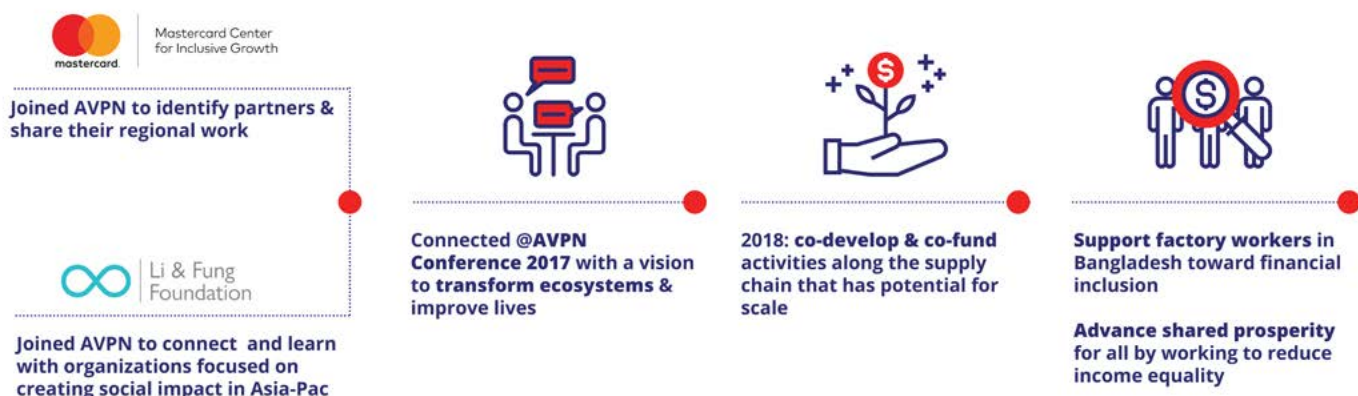 mastercard
Mastercard Center
for Inclusive Growth
Joined AVPN to identify partners &
share their regional work
Li & Fung
Foundation
Joined AVPN to connect and learn
with organizations focused on
creating social impact in Asia-Pac
Connected @AVPN
Conference 2017 with a vision
to transform ecosystems &
improve lives
$
2018: co-develop & co-fund
activities along the supply
chain that has potential for
scale
$
Support factory workers in
Bangladesh toward financial
inclusion
Advance shared prosperity
for all by working to reduce
income equality